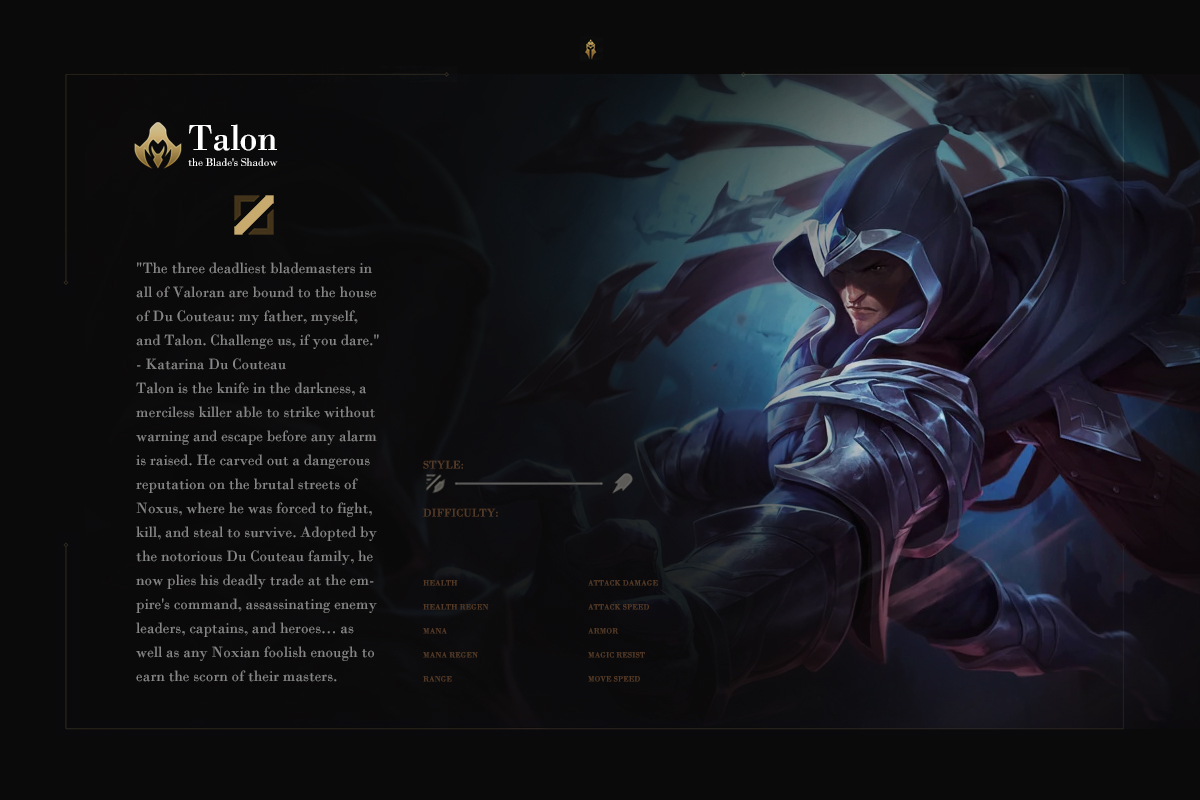 Talon
the Blade's Shadow
"The three deadliest blademasters in
all of Valoran are bound to the house
of Du Couteau: my father, myself,
and Talon. Challenge us, if you dare."
- Katarina Du Couteau
Talon is the knife in the darkness, a
merciless killer able to strike without
warning and escape before any alarm
is raised. He carved out a dangerous
reputation on the brutal streets of
Noxus, where he was forced to fight,
kill, and steal to survive. Adopted by
the notorious Du Couteau family, he
now plies his deadly trade at the em-
pire's command, assassinating enemy
leaders, captains, and heroes… as
well as any Noxian foolish enough to
earn the scorn of their masters.
STYLE:
DIFFICULTY:
HEALTH
HEALTH REGEN
MANA
MANA REGEN
RANGE
ATTACK DAMAGE
ATTACK SPEED
ARMOR
MAGIC RESIST
MOVE SPEED